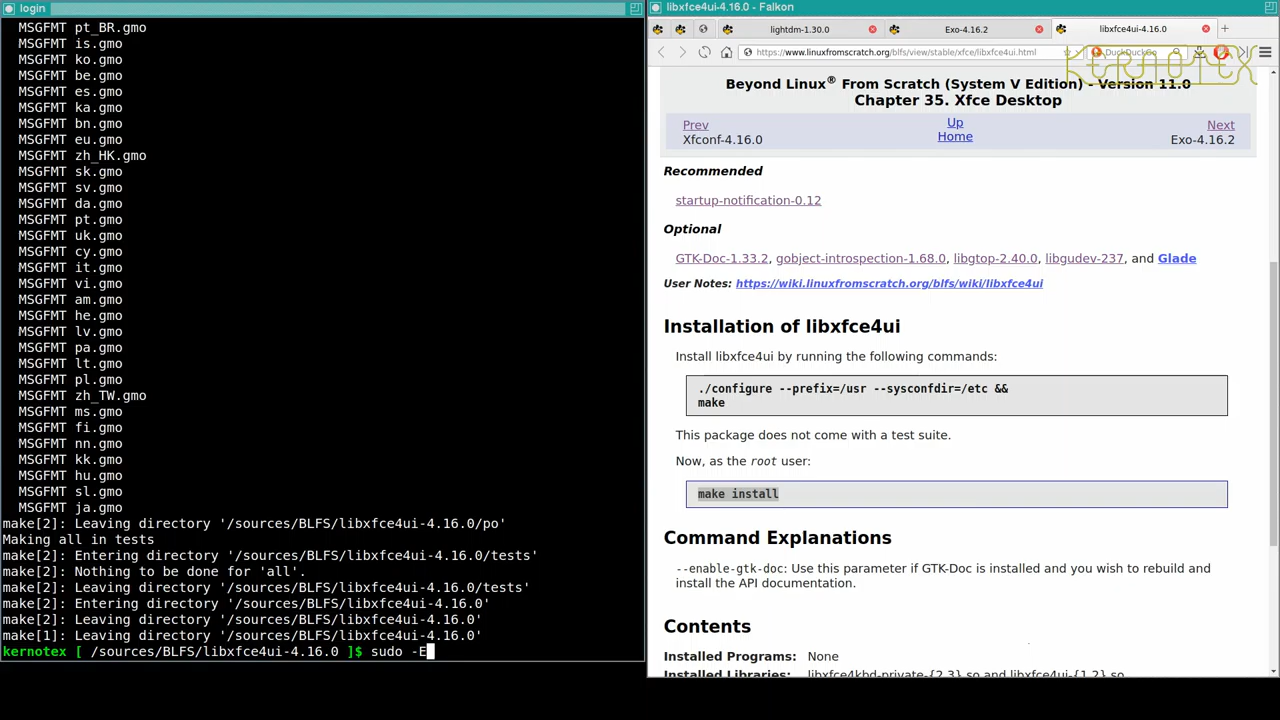 login
MSGFMT pt_BR.gmo
MSGFMT is.gmo
MSGFMT ko.gmo
MSGFMT be.gmo
MSGFMT es.gmo
MSGFMT ka.gmo
MSGFMT bn.gmo
MSGFMT eu.gmo
MSGFMT zh_HK.gmo
MSGFMT sk.gmo
MSGFMT sv.gmo
MSGFMT da.gmo
MSGFMT pt.gmo
MSGFMT uk.gmo
MSGFMT cy.gmo
MSGFMT it.gmo
MSGFMT vi.gmo
MSGFMT am.gmo
MSGFMT he.gmo
MSGFMT lv.gmo
MSGFMT pa.gmo
MSGFMT lt.gmo
MSGFMT pl.gmo
MSGFMT zh_TW.gmo
MSGFMT ms.gmo
MSGFMT fi.gmo
MSGFMT nn.gmo
MSGFMT kk.gmo
MSGFMT hu.gmo
MSGFMT sl.gmo
MSGFMT ja.gmo
make[2]: Leaving directory '/sources/BLFS/libxfce4ui-4.16.0/po'
Making all in tests
make[2]: Entering directory '/sources/BLFS/libxfce4ui-4.16.0/tests'
make[2]: Nothing to be done for 'all'.
make[2]: Leaving directory '/sources/BLFS/libxfce4ui-4.16.0/tests'
make[2]: Entering directory '/sources/BLFS/libxfce4ui-4.16.0'
make[2]: Leaving directory '/sources/BLFS/libxfce4ui-4.16.0'
make[1]: Leaving directory '/sources/BLFS/libxfce4ui-4.16.0'
kernotex [ /sources/BLFS/libxfce4ui-4.16.0 ]$ sudo -E
libxfce4ui-4.16.0 - Falkon
lightdm-1.30.0
Exo-4.16.2
libxfce4ui-4.16.0
https://www.linuxfromscratch.org/blfs/view/stable/xfce/libxfce4ui.html
DuckDuckGo
KERNOTEX
Beyond Linux® From Scratch (System V Edition) - Version 11.0
Chapter 35. Xfce Desktop
Prev
Up
Next
Xfconf-4.16.0
Home
Exo-4.16.2
Recommended
startup-notification-0.12
Optional
GTK-Doc-1.33.2, gobject-introspection-1.68.0, libgtop-2.40.0, libgudev-237, and Glade
User Notes: https://wiki.linuxfromscratch.org/blfs/wiki/libxfce4ui
Installation of libxfce4ui
Install libxfce4ui by running the following commands:
./configure --prefix=/usr --sysconfdir=/etc &&
make
This package does not come with a test suite.
Now, as the root user:
make install
Command Explanations
--enable-gtk-doc: Use this parameter if GTK-Doc is installed and you wish to rebuild and
install the API documentation.
Contents
Installed Programs: None
Installed Libraries: libxfce4kbd-private-{2,3}.so and libxfce4ui-{1,2}.so